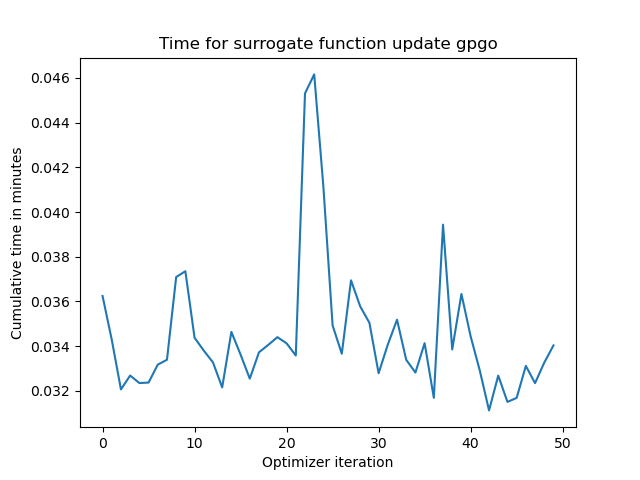 Time for surrogate function update gpgo
Cumulative time in minutes
0.046
0.044
0.042
0.040
0.038
0.036
0.034
0.032
0 10 20 30 40 50
Optimizer iteration